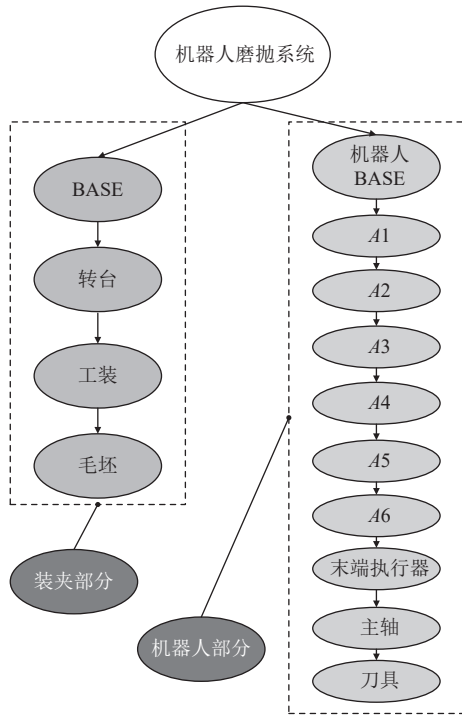 机器人磨抛系统
BASE
转台
工装
毛坯
装夹部分
机器人
BASE
A1
A2
A3
A4
A5
A6
末端执行器
主轴
刀具
机器人部分